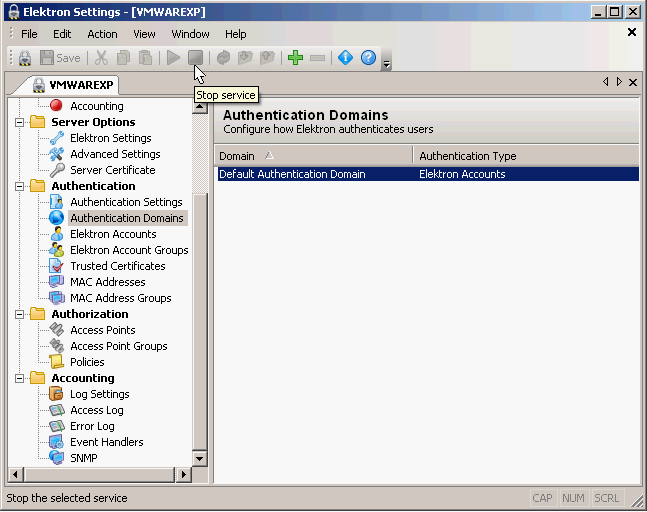 Elektron Settings - [VMWAREXP]
File Edit Action View Window Help
Save
VMWAREXP
Stop service
Accounting
Server Options
Elektron Settings
Advanced Settings
Server Certificate
Authentication
Authentication Settings
Authentication Domains
Elektron Accounts
Elektron Account Groups
Trusted Certificates
MAC Addresses
MAC Address Groups
Authorization
Access Points
Access Point Groups
Policies
Accounting
Log Settings
Access Log
Error Log
Event Handlers
SNMP
Authentication Domains
Configure how Elektron authenticates users
Domain Authentication Type
Default Authentication Domain Elektron Accounts
Stop the selected service
CAP NUM SCRL